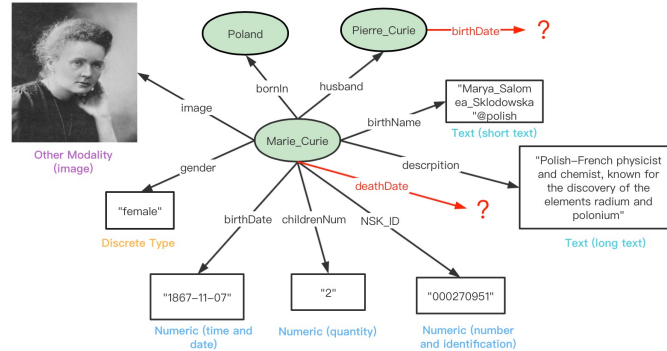 Poland
Pierre_Curie
birthDate
?
bornIn
husband
image
birthName
"Marya_Salom
ea_Sklodowska
"@polish
Text (short text)
Marie_Curie
Other Modality
(image)
gender
descrpition
"Polish-French physicist
and chemist, known for
the discovery of the
elements radium and
polonium"
Text (long text)
"female"
Discrete Type
deathDate
?
birthDate
childrenNum
NSK_ID
"1867-11-07"
"2"
"000270951"
Numeric (time and
date)
Numeric (quantity)
Numeric (number
and identification)